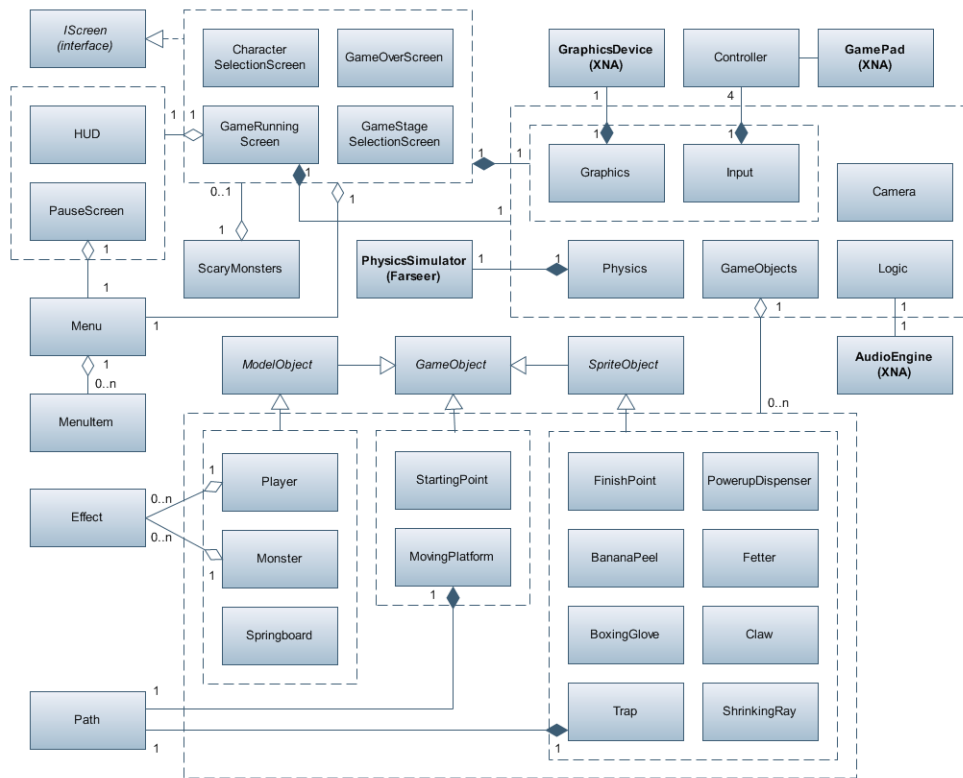 IScreen
(interface)
Character
SelectionScreen
GameOverScreen
GraphicsDevice
(XNA)
Controller
GamePad
(XNA)
1
4
HUD
1
1
GameRunning
Screen
GameStage
SelectionScreen
1
1
1
1
1
Graphics
Input
Camera
PauseScreen
0..1
1
1
1
1
ScaryMonsters
PhysicsSimulator
(Farseer)
1
1
Physics
GameObjects
Logic
1
Menu
1
1
1
1
1
0..n
ModelObject
GameObject
SpriteObject
AudioEngine
(XNA)
MenuItem
0..n
Player
StartingPoint
FinishPoint
PowerupDispenser
1
0..n
Effect
0..n
Monster
1
MovingPlatform
1
BananaPeel
Fetter
Springboard
BoxingGlove
Claw
Path
1
1
Trap
1
ShrinkingRay